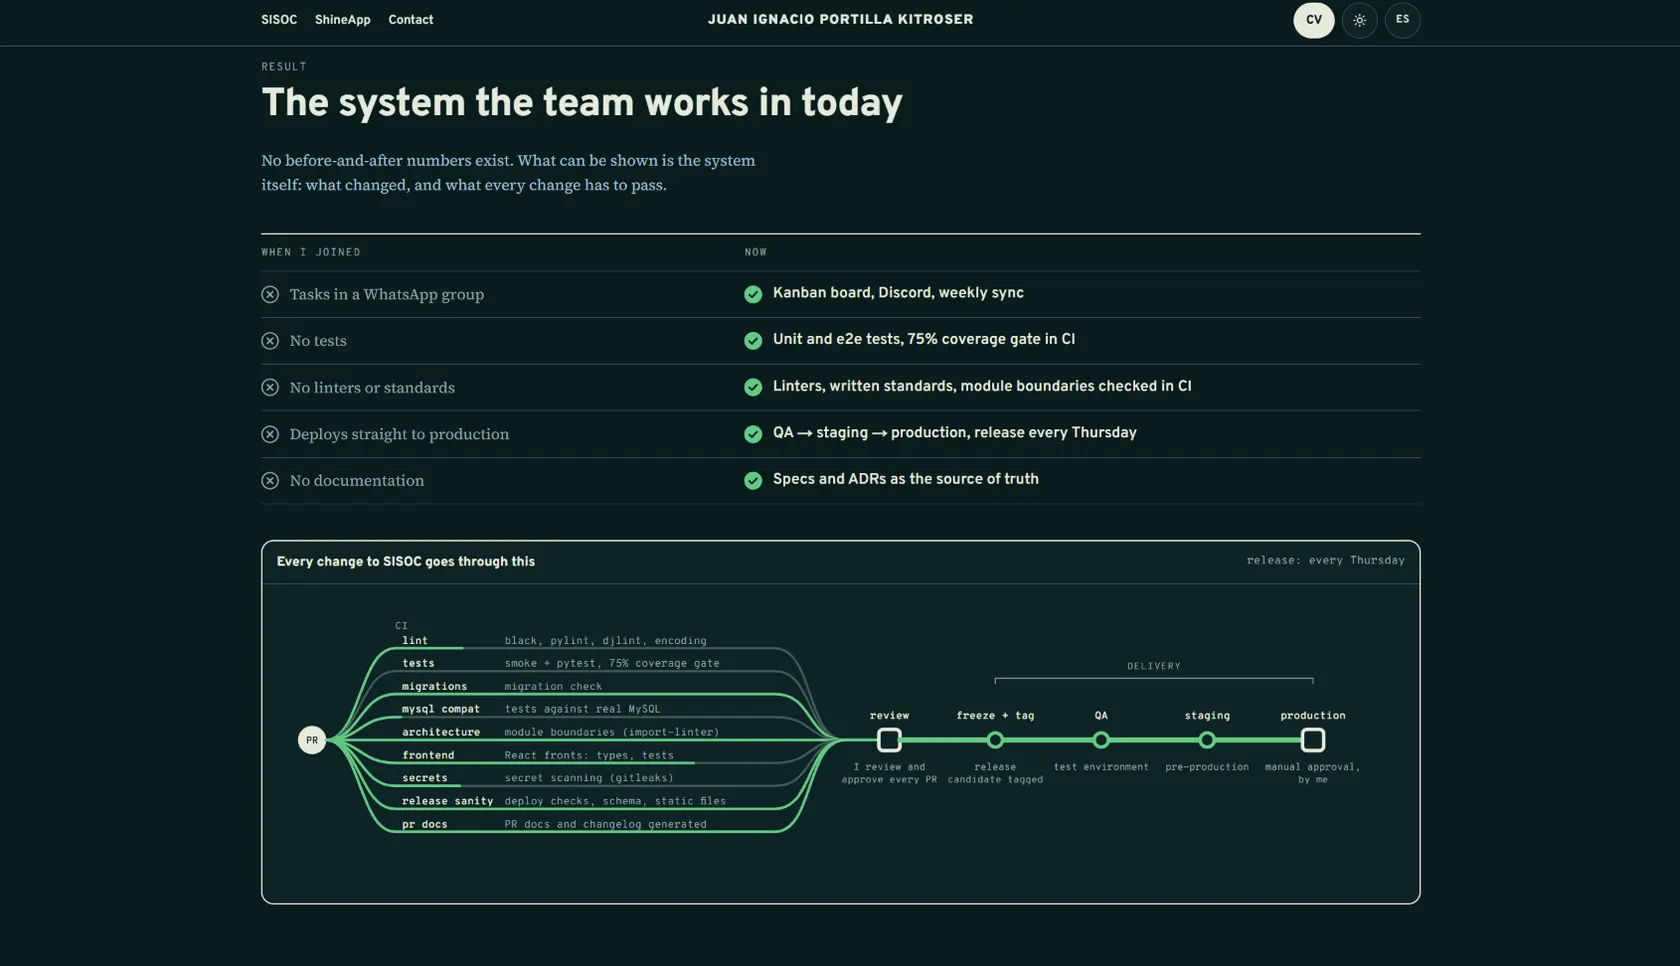 SISOC ShineApp Contact
JUAN IGNACIO PORTILLA KITROSER
CV ES
RESULT
The system the team works in today
No before-and-after numbers exist. What can be shown is the system
itself: what changed, and what every change has to pass.
WHEN I JOINED NOW
Tasks in a WhatsApp group Kanban board, Discord, weekly sync
No tests Unit and e2e tests, 75% coverage gate in CI
No linters or standards Linters, written standards, module boundaries checked in CI
Deploys straight to production QA → staging → production, release every Thursday
No documentation Specs and ADRs as the source of truth
Every change to SISOC goes through this release: every Thursday
CI
lint black, pylint, djlint, encoding
tests smoke + pytest, 75% coverage gate
migrations migration check
mysql compat tests against real MySQL
architecture module boundaries (import-linter)
frontend React fronts: types, tests
secrets secret scanning (gitleaks)
release sanity deploy checks, schema, static files
pr docs PR docs and changelog generated
PR
DELIVERY
review freeze + tag QA staging production
I review and release test environment pre-production manual approval,
approve every PR candidate tagged by me